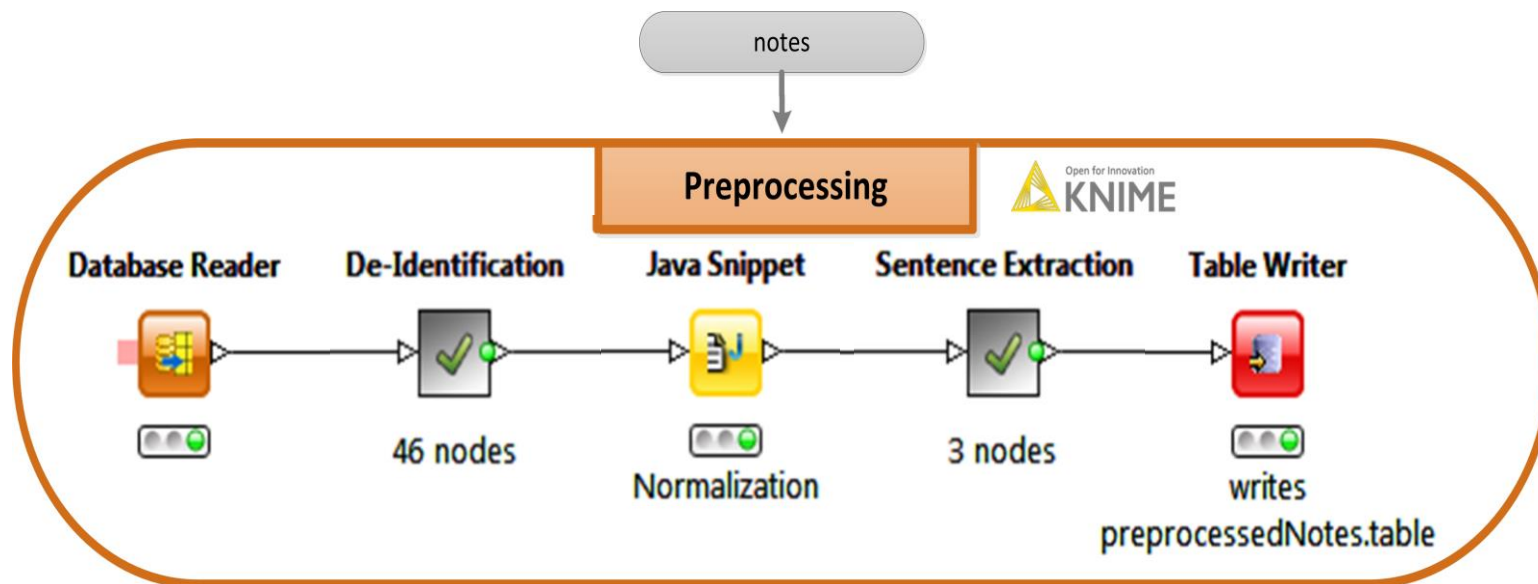 notes
Preprocessing
Open for Innovation
KNIME
Database Reader
De-Identification
Java Snippet
Sentence Extraction
Table Writer
46 nodes
Normalization
3 nodes
writes
preprocessedNotes.table